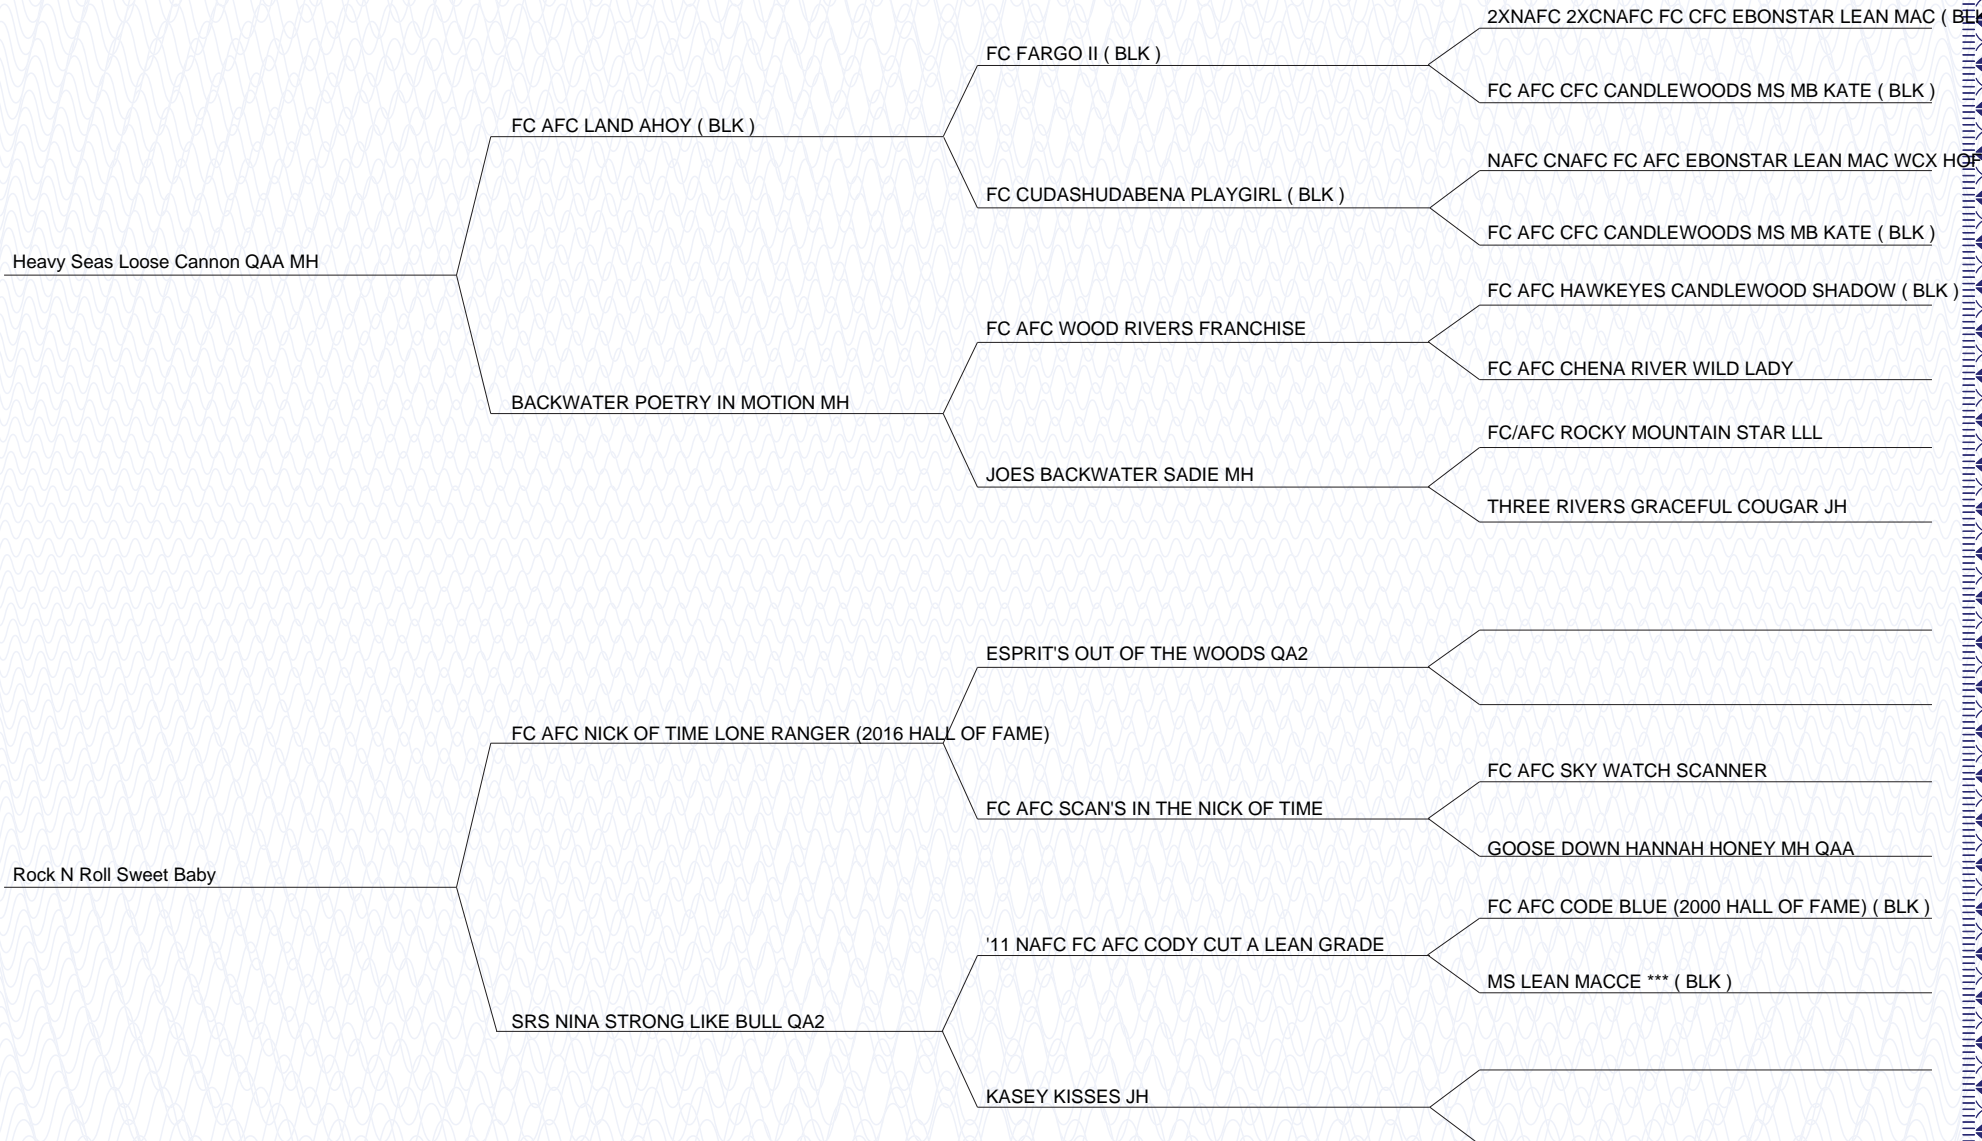 2XNAFC 2XCNAFC FC CFC EBONSTAR LEAN MAC ( BLK
FC FARGO II ( BLK )
FC AFC CFC CANDLEWOODS MS MB KATE ( BLK )
FC AFC LAND AHOY ( BLK )
NAFC CNAFC FC AFC EBONSTAR LEAN MAC WCX HOF
FC CUDASHUDABENA PLAYGIRL ( BLK )
FC AFC CFC CANDLEWOODS MS MB KATE ( BLK )
Heavy Seas Loose Cannon QAA MH
FC AFC HAWKEYES CANDLEWOOD SHADOW ( BLK )
FC AFC WOOD RIVERS FRANCHISE
FC AFC CHENA RIVER WILD LADY
BACKWATER POETRY IN MOTION MH
FC/AFC ROCKY MOUNTAIN STAR LLL
JOES BACKWATER SADIE MH
THREE RIVERS GRACEFUL COUGAR JH
ESPRIT'S OUT OF THE WOODS QA2
FC AFC NICK OF TIME LONE RANGER (2016 HALL OF FAME)
FC AFC SKY WATCH SCANNER
FC AFC SCAN'S IN THE NICK OF TIME
GOOSE DOWN HANNAH HONEY MH QAA
Rock N Roll Sweet Baby
FC AFC CODE BLUE (2000 HALL OF FAME) ( BLK )
'11 NAFC FC AFC CODY CUT A LEAN GRADE
MS LEAN MACCE *** ( BLK )
SRS NINA STRONG LIKE BULL QA2
KASEY KISSES JH